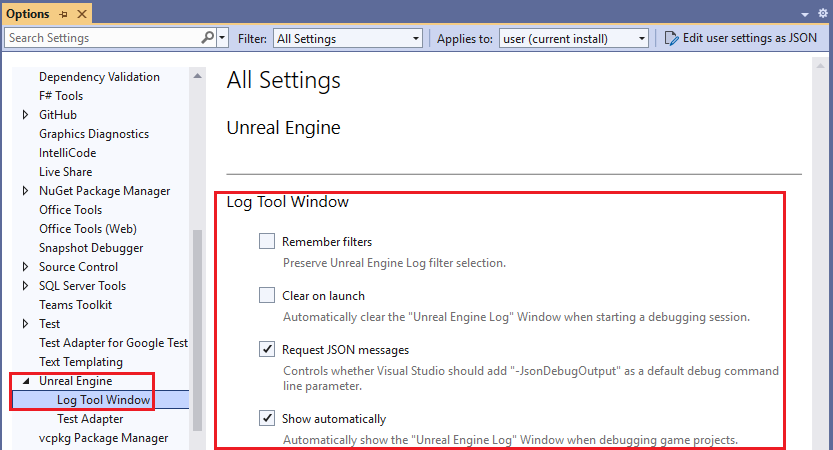 Options
Search Settings
Filter: All Settings
Applies to: user (current install)
Edit user settings as JSON
Dependency Validation
F# Tools
GitHub
Graphics Diagnostics
IntelliCode
Live Share
NuGet Package Manager
Office Tools
Office Tools (Web)
Snapshot Debugger
Source Control
SQL Server Tools
Teams Toolkit
Test
Test Adapter for Google Test
Text Templating
Unreal Engine
Log Tool Window
Test Adapter
vcpkg Package Manager
All Settings
Unreal Engine
Log Tool Window
Remember filters
Preserve Unreal Engine Log filter selection.
Clear on launch
Automatically clear the "Unreal Engine Log" Window when starting a debugging session.
Request JSON messages
Controls whether Visual Studio should add "-JsonDebugOutput" as a default debug command
line parameter.
Show automatically
Automatically show the "Unreal Engine Log" Window when debugging game projects.